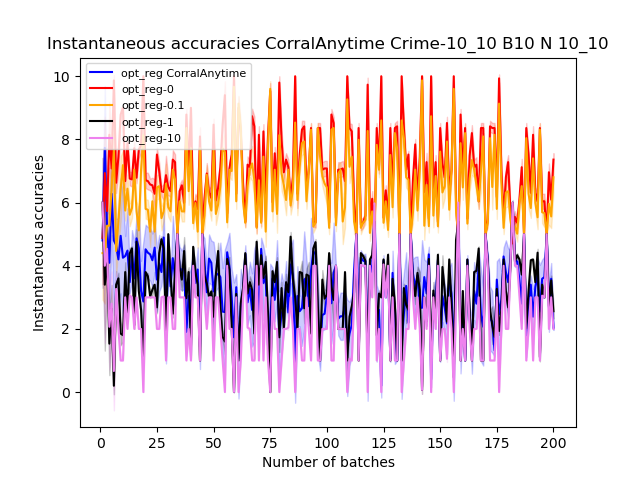 Instantaneous accuracies CorralAnytime Crime-10_10 B10 N 10_10
10
8
6
4
2
0
Instantaneous accuracies
opt_reg CorralAnytime
opt_reg-0
opt_reg-0.1
opt_reg-1
opt_reg-10
0 25 50 75 100 125 150 175 200
Number of batches